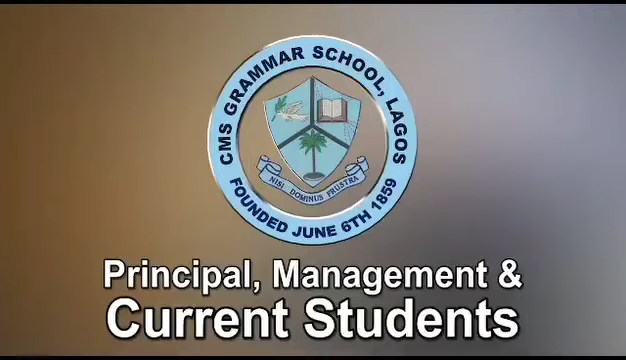 CMS GRAMMAR SCHOOL, LAGOS
NISI DOMINUS FRUSTRA
FOUNDED JUNE 6TH 1859
Principal, Management &
Current Students